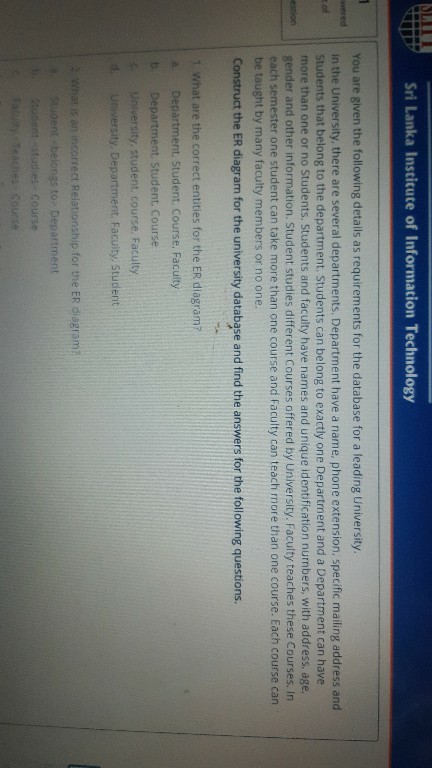 SLIIT
Sri Lanka Institute of Information Technology
1
You are given the following details as requirements for the database for a leading University.
In the University, there are several departments. Department have a name, phone extension, specific mailing address and
Students that belong to the department. Students can belong to exactly one Department and a Department can have
more than one or no Students. Students and faculty have names and unique identification numbers, with address, age,
gender and other information. Student studies different Courses offered by University. Faculty teaches these Courses. In
each semester one student can take more than one course and Faculty can teach more than one course. Each course can
be taught by many faculty members or no one.
Construct the ER diagram for the university database and find the answers for the following questions.
1. What are the correct entities for the ER diagram?
a. Department, Student, Course, Faculty
b. Department, Student, Course
c. University, student, course, Faculty
d. University, Department, Faculty, Student
2. What is an incorrect Relationship for the ER diagram?
a. Student <belongs to> Department
b. Student <studies> Course
c. Faculty <Teaches> Course